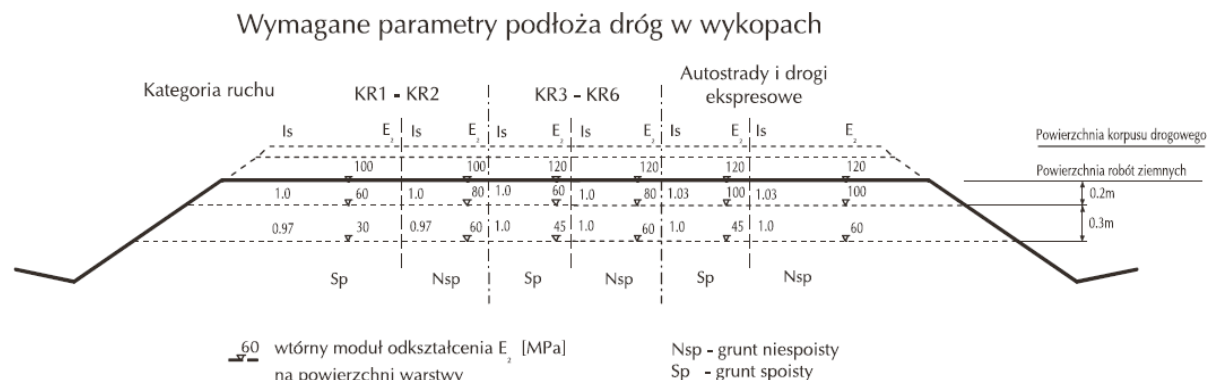 Wymagane parametry podłoża dróg w wykopach
Kategoria ruchu KR1 - KR2 KR3 - KR6 Autostrady i drogi
ekspresowe
Is E₂ Is E₂ Is E₂ Is E₂ Is E₂ Is E₂
Powierzchnia korpusu drogowego
100 100 120 120 120 120
Powierzchnia robót ziemnych
1.0 60 1.0 80 1.0 60 1.0 80 1.03 100 1.03 100 0.2m
0.97 30 0.97 60 1.0 45 1.0 60 1.0 45 1.0 60 0.3m
Sp Nsp Sp Nsp Sp Nsp
60 wtórny moduł odkształcenia E₂ [MPa]
na powierzchni warstwy
Nsp - grunt niespoisty
Sp - grunt spoisty